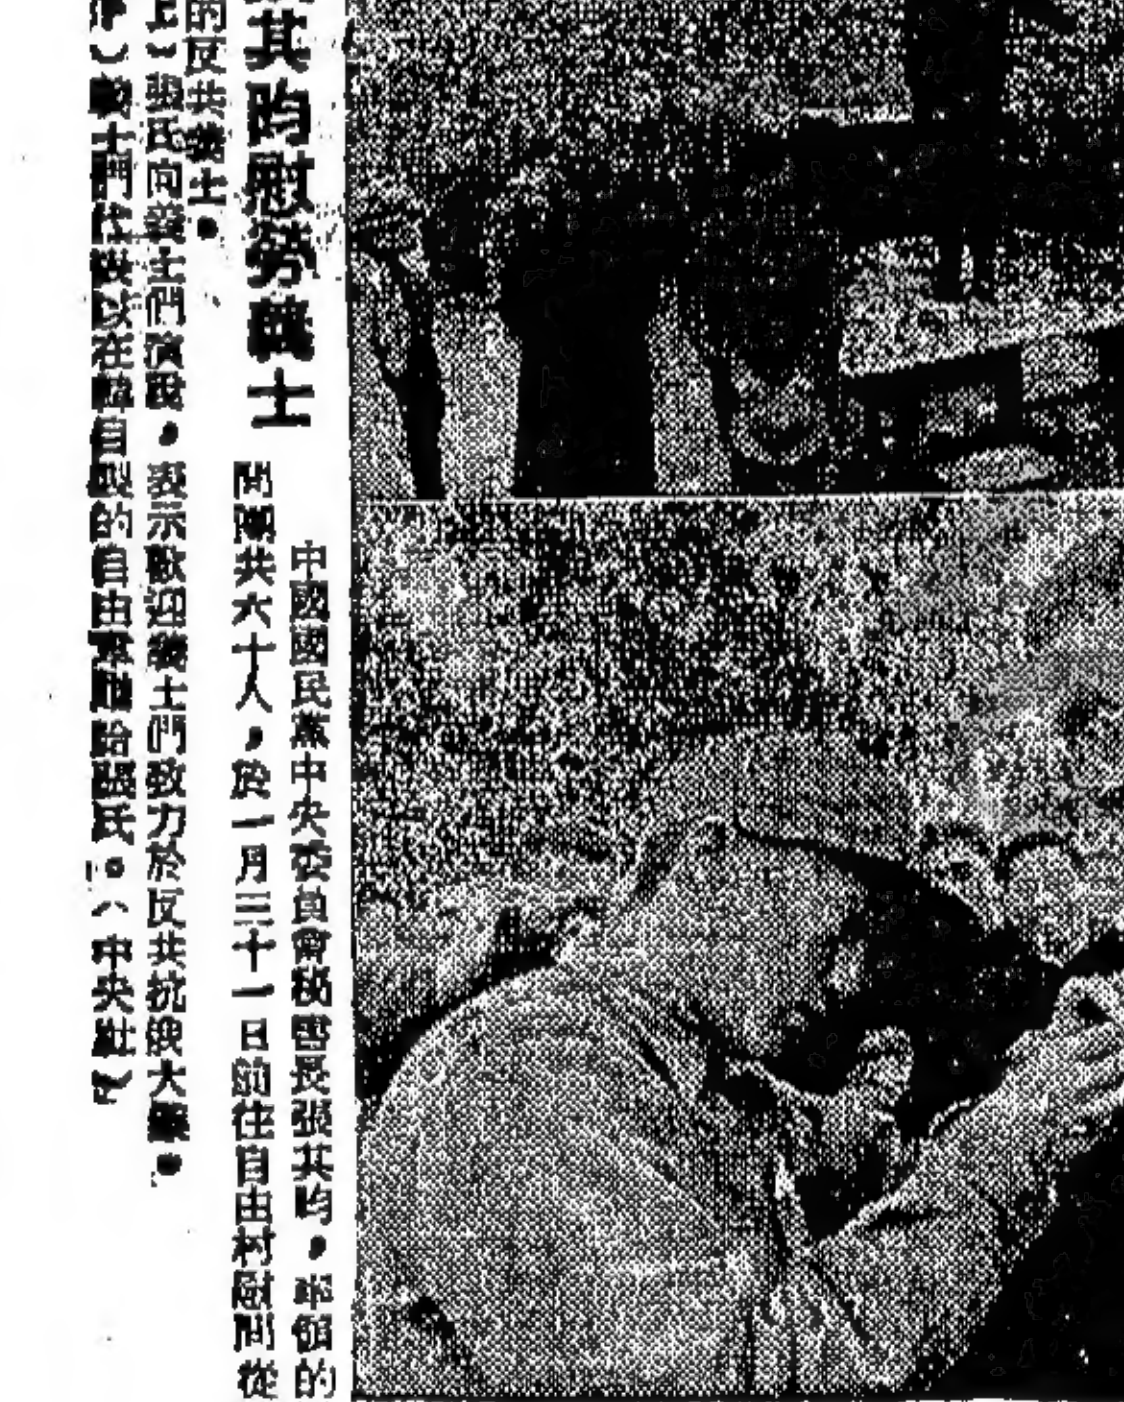 其昀慰勞義士
中國國民黨中央委員會秘書長張其昀，率領的
問團共六十人，於一月三十一日前往自由村慰問從
的反共義士。
張氏向義士們演說，表示歡迎義士們致力於反共抗俄大業。
義士們代表以在韓自製的自由車贈給張氏。（中央社）